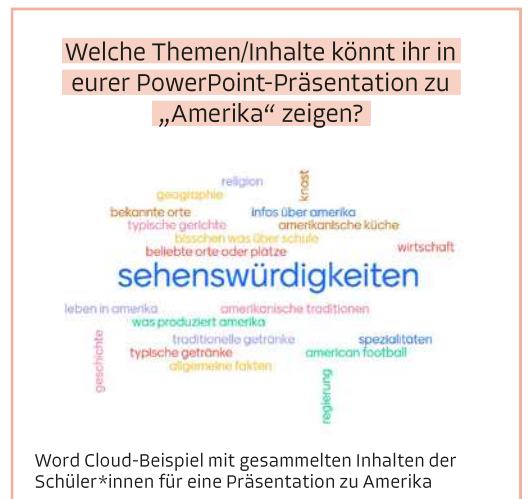 Welche Themen/Inhalte könnt ihr in
eurer PowerPoint-Präsentation zu
„Amerika“ zeigen?
religion
knast
geographie
bekannte orte
infos über amerika
typische gerichte
amerikanische küche
bisschen was über schule
beliebte orte oder plätze
wirtschaft
sehenswürdigkeiten
leben in amerika
amerikanische traditionen
was produziert amerika
geschichte
traditionelle getränke
spezialitäten
typische getränke
american football
allgemeine fakten
regierung
Word Cloud-Beispiel mit gesammelten Inhalten der
Schüler*innen für eine Präsentation zu Amerika